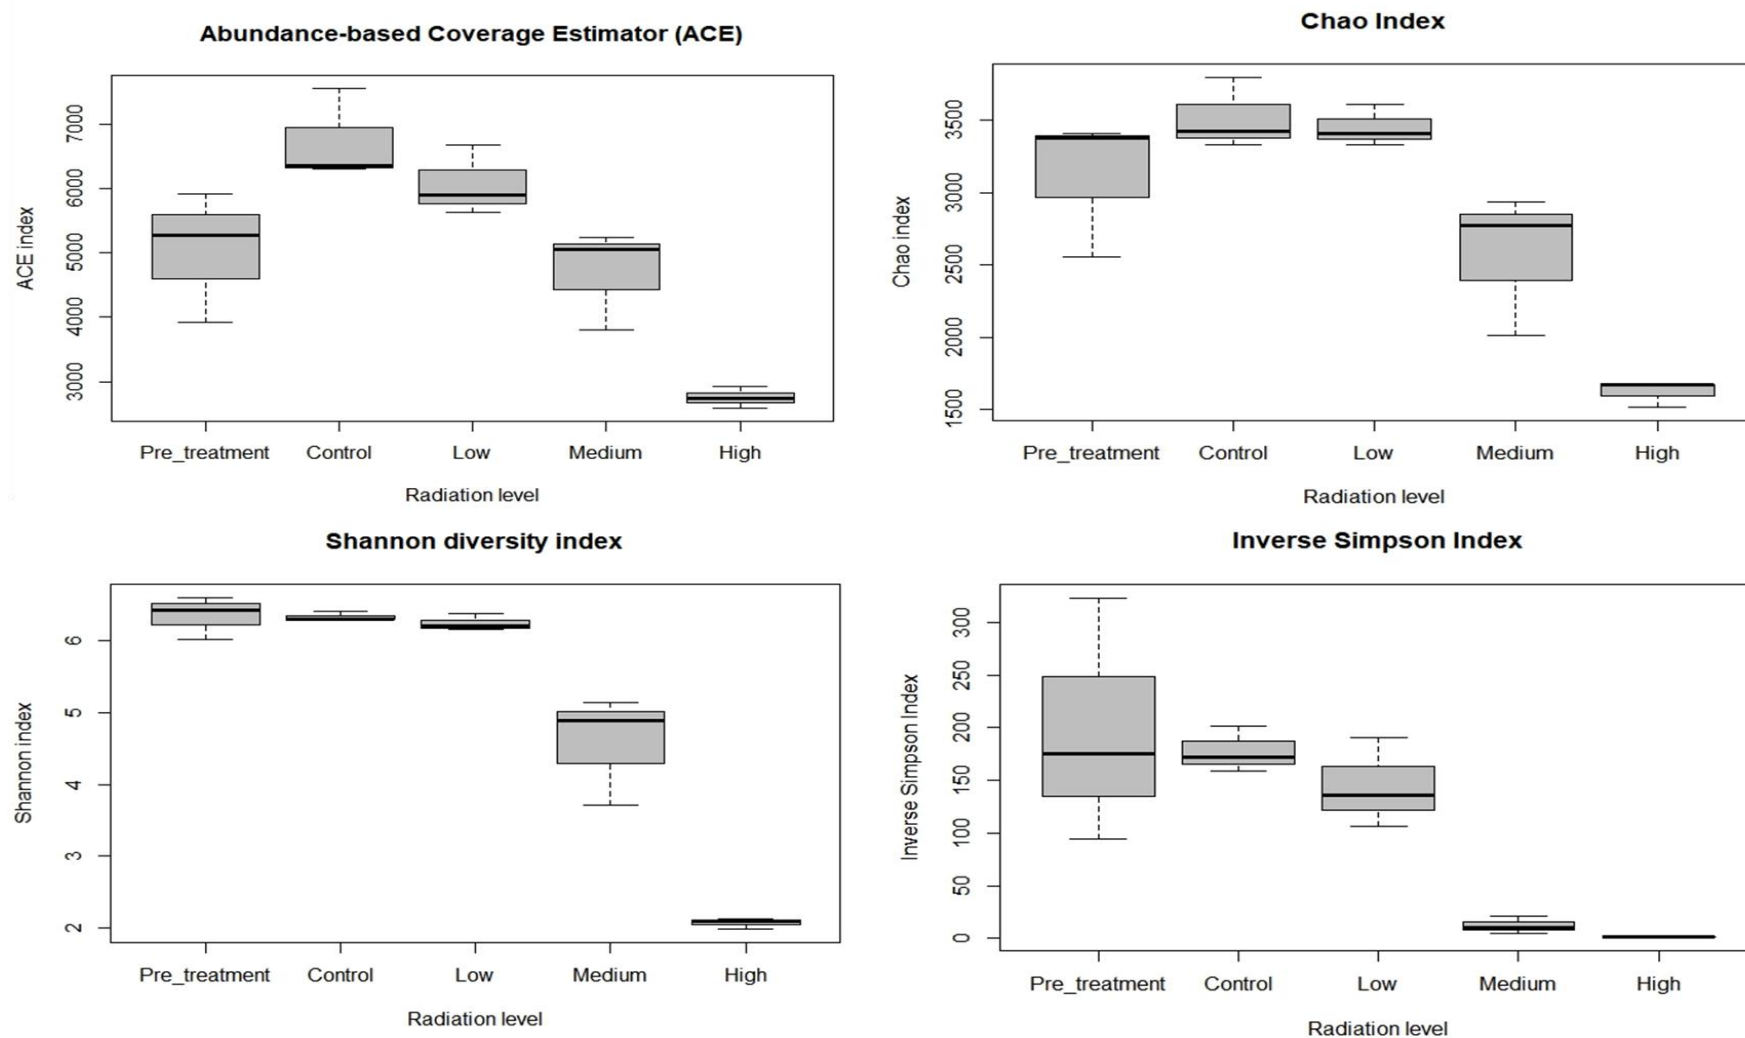 Abundance-based Coverage Estimator (ACE)
ACE index
7000
6000
5000
4000
3000
Pre_treatment Control Low Medium High
Radiation level
Chao Index
Chao index
3500
3000
2500
2000
1500
Pre_treatment Control Low Medium High
Radiation level
Shannon diversity index
Shannon index
6
5
4
3
2
Pre_treatment Control Low Medium High
Radiation level
Inverse Simpson Index
Inverse Simpson Index
300
250
200
150
100
50
0
Pre_treatment Control Low Medium High
Radiation level